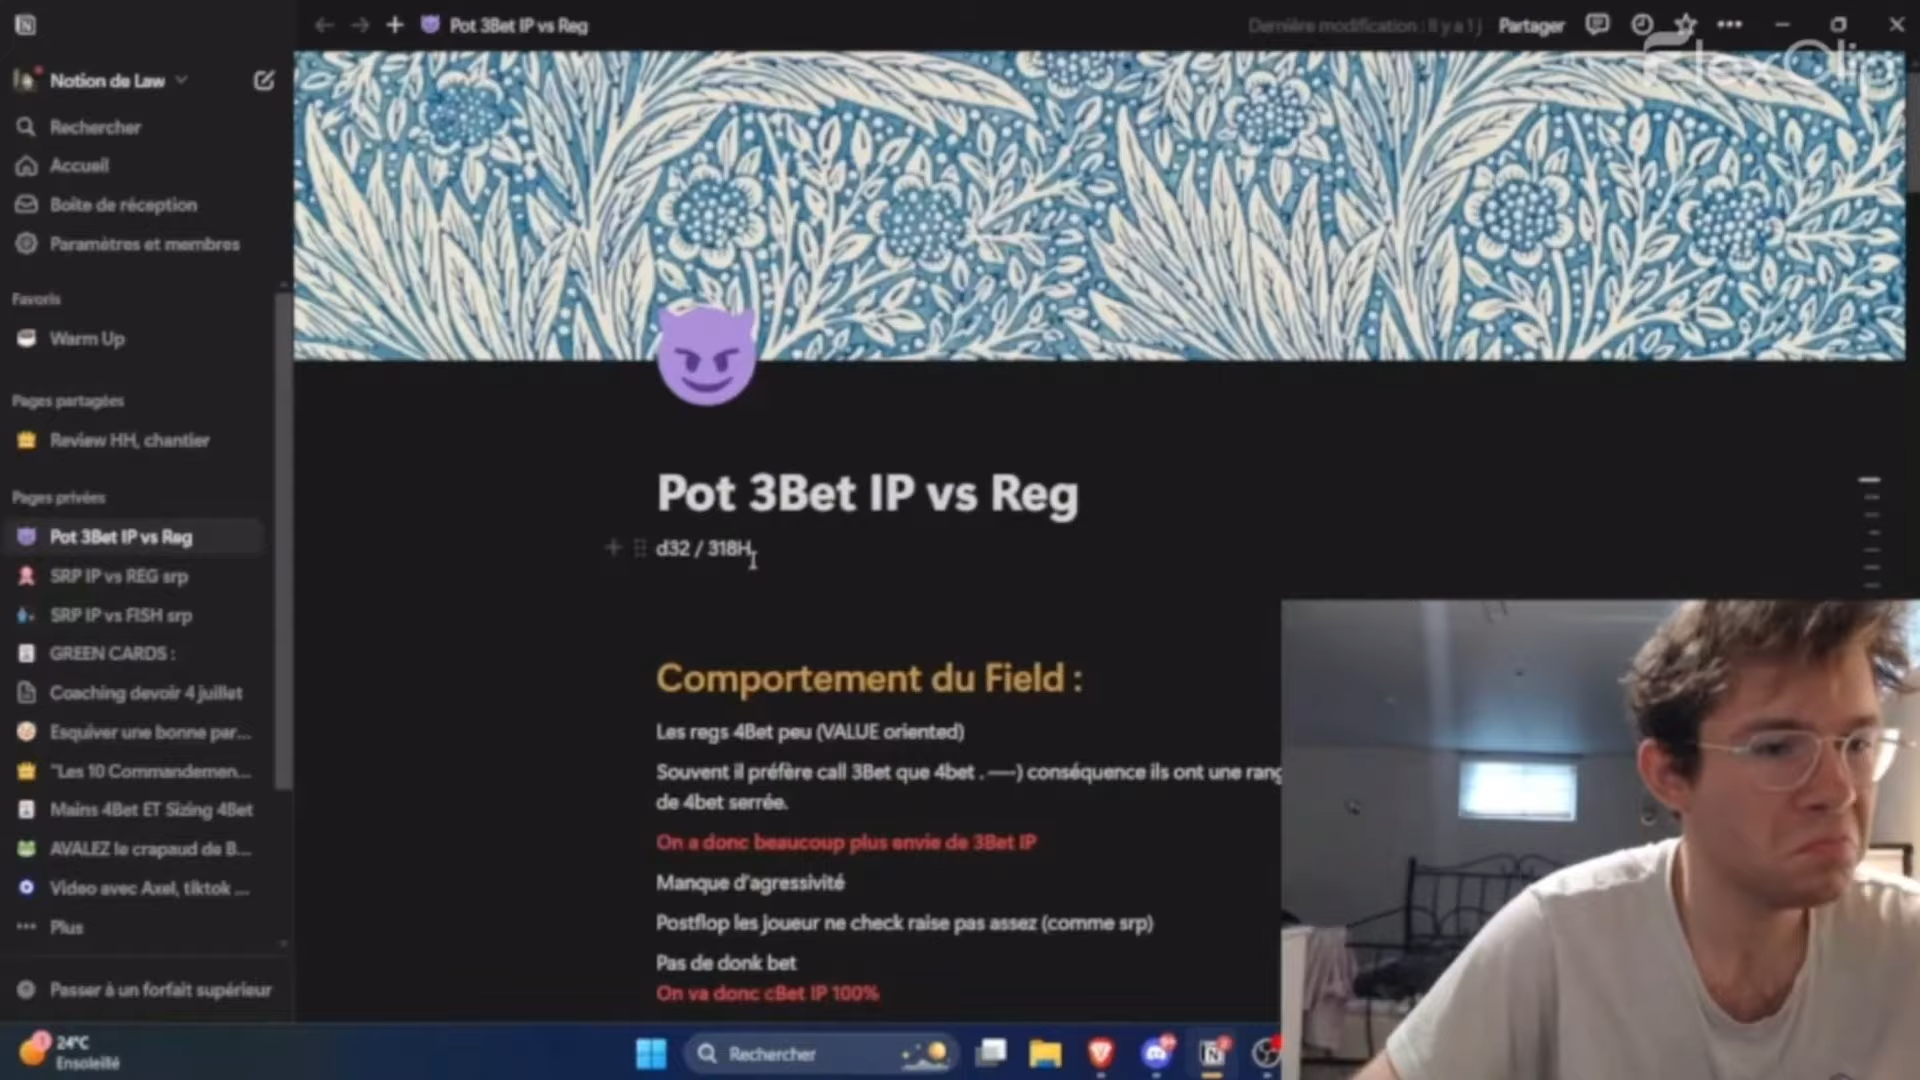 Pot 3Bet IP vs Reg
Dernière modification : Il y a 1 j
Partager
Notion de Law
Rechercher
Accueil
Boîte de réception
Paramètres et membres
Favoris
Warm Up
Pages partagées
Review HH, chantier
Pages privées
Pot 3Bet IP vs Reg
SRP IP vs REG srp
SRP IP vs FISH srp
GREEN CARDS :
Coaching devoir 4 juillet
Esquiver une bonne par...
"Les 10 Commandemen...
Mains 4Bet ET Sizing 4Bet
AVALEZ le crapaud de B...
Video avec Axel, tiktok ...
Plus
Passer à un forfait supérieur
FlexClip
Pot 3Bet IP vs Reg
d32 / 318H
Comportement du Field :
Les regs 4Bet peu (VALUE oriented)
Souvent il préfère call 3Bet que 4bet . —-) conséquence ils ont une rang
de 4bet serrée.
On a donc beaucoup plus envie de 3Bet IP
Manque d'agressivité
Postflop les joueur ne check raise pas assez (comme srp)
Pas de donk bet
On va donc cBet IP 100%
24°C
Ensoleillé
Rechercher